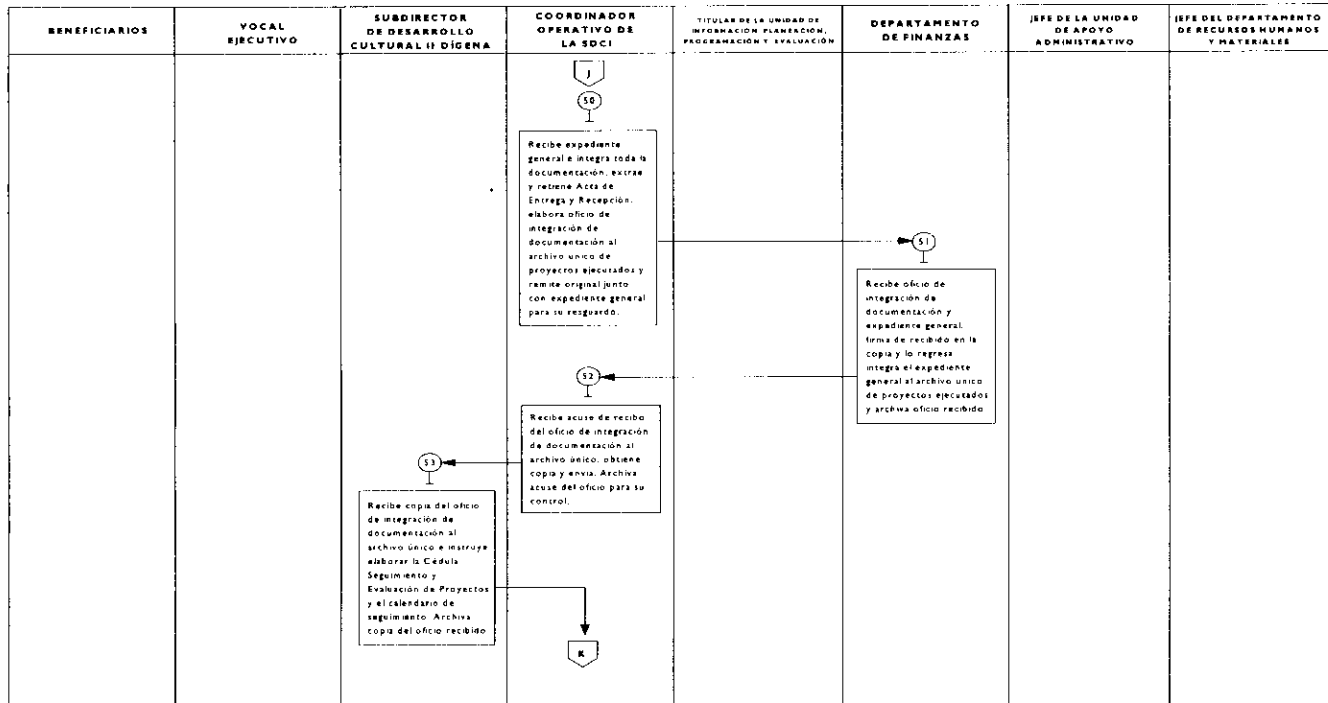 BENEFICIARIOS
VOCAL
EJECUTIVO
SUBDIRECTOR
DE DESARROLLO
CULTURAL II DÍGENA
COORDINADOR
OPERATIVO DE
LA SDCI
TITULAR DE LA UNIDAD DE
INFORMACIÓN PLANEACIÓN,
PROGRAMACIÓN Y EVALUACIÓN
DEPARTAMENTO
DE FINANZAS
JEFE DE LA UNIDAD
DE APOYO
ADMINISTRATIVO
JEFE DEL DEPARTAMENTO
DE RECURSOS HUMANOS
Y MATERIALES
J
50
Recibe expediente
general e integra toda la
documentación, extrae
y retiene Acta de
Entrega y Recepción,
elabora oficio de
integración de
documentación al
archivo unico de
proyectos ejecutados y
remite original junto
con expediente general
para su resguardo.
51
Recibe oficio de
integración de
documentación y
expediente general,
firma de recibido en la
copia y lo regresa
integra el expediente
general al archivo unico
de proyectos ejecutados
y archiva oficio recibido
52
Recibe acuse de recibo
del oficio de integración
de documentación al
archivo único, obtiene
copia y envía. Archiva
acuse del oficio para su
control.
53
Recibe copia del oficio
de integración de
documentación al
archivo único e instruye
elaborar la Cédula
Seguimiento y
Evaluación de Proyectos
y el calendario de
seguimiento. Archiva
copia del oficio recibido
K